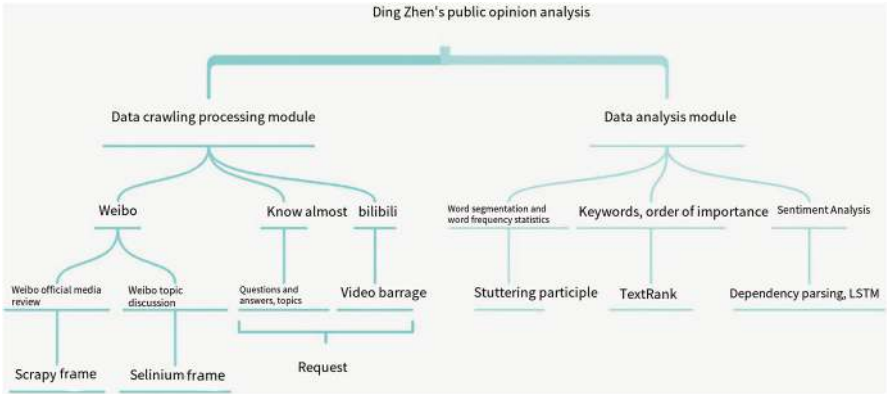 Ding Zhen's public opinion analysis
Data crawling processing module
Data analysis module
Weibo
Know almost
bilibili
Word segmentation and
word frequency statistics
Keywords, order of importance
Sentiment Analysis
Weibo official media
review
Weibo topic
discussion
Questions and
answers, topics
Video barrage
Stuttering participle
TextRank
Dependency parsing, LSTM
Scrapy frame
Selinium frame
Request